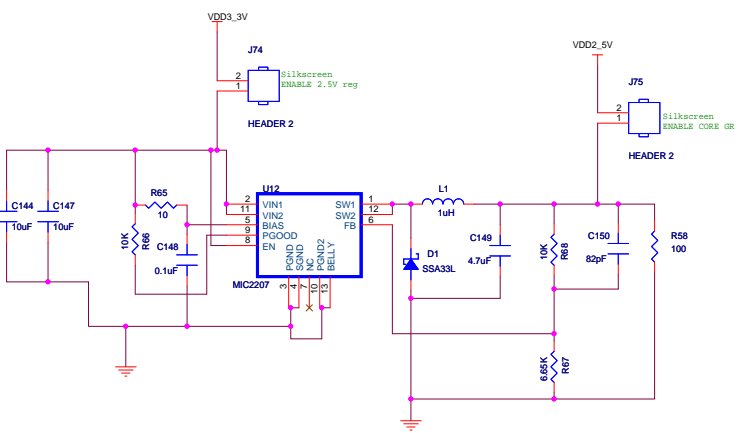 VDD3_3V
J74
2
1
Silkscreen
ENABLE 2.5V reg
HEADER 2
VDD2_5V
J75
2
1
Silkscreen
ENABLE CORE GR
HEADER 2
C144
10uF
C147
10uF
R65
10
10K
R66
C148
0.1uF
U12
2
11
5
9
8
VIN1
VIN2
BIAS
PGOOD
EN
SW1
SW2
FB
1
12
6
PGND
SGND
NC
PGND2
BELLY
3
4
7
10
13
MIC2207
L1
1uH
D1
SSA33L
C149
4.7uF
10K
R68
C150
82pF
R58
100
6.65K
R67